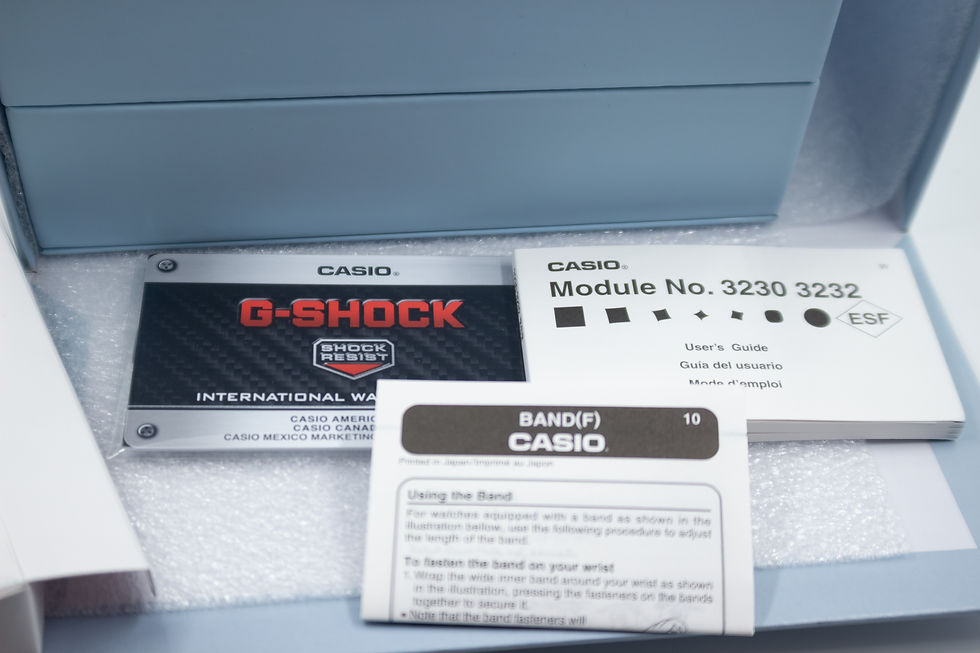 CASIO®
G-SHOCK
SHOCK
RESIST
INTERNATIONAL WA
CASIO AMERIC
CASIO CANAD
CASIO MEXICO MARKETING
CASIO®
Module No. 3230 3232
ESF
User's Guide
Guía del usuario
Mode d'emploi
BAND(F) 10
CASIO®
Printed in Japan/Imprimé au Japon
Using the Band
For watches equipped with a band as shown in the
illustration below, use the following procedure to adjust
the length of the band.
To fasten the band on your wrist
1. Wrap the wide inner band around your wrist as shown
in the illustration, pressing the fasteners on the bands
together to secure it.
• Note that the band fasteners will